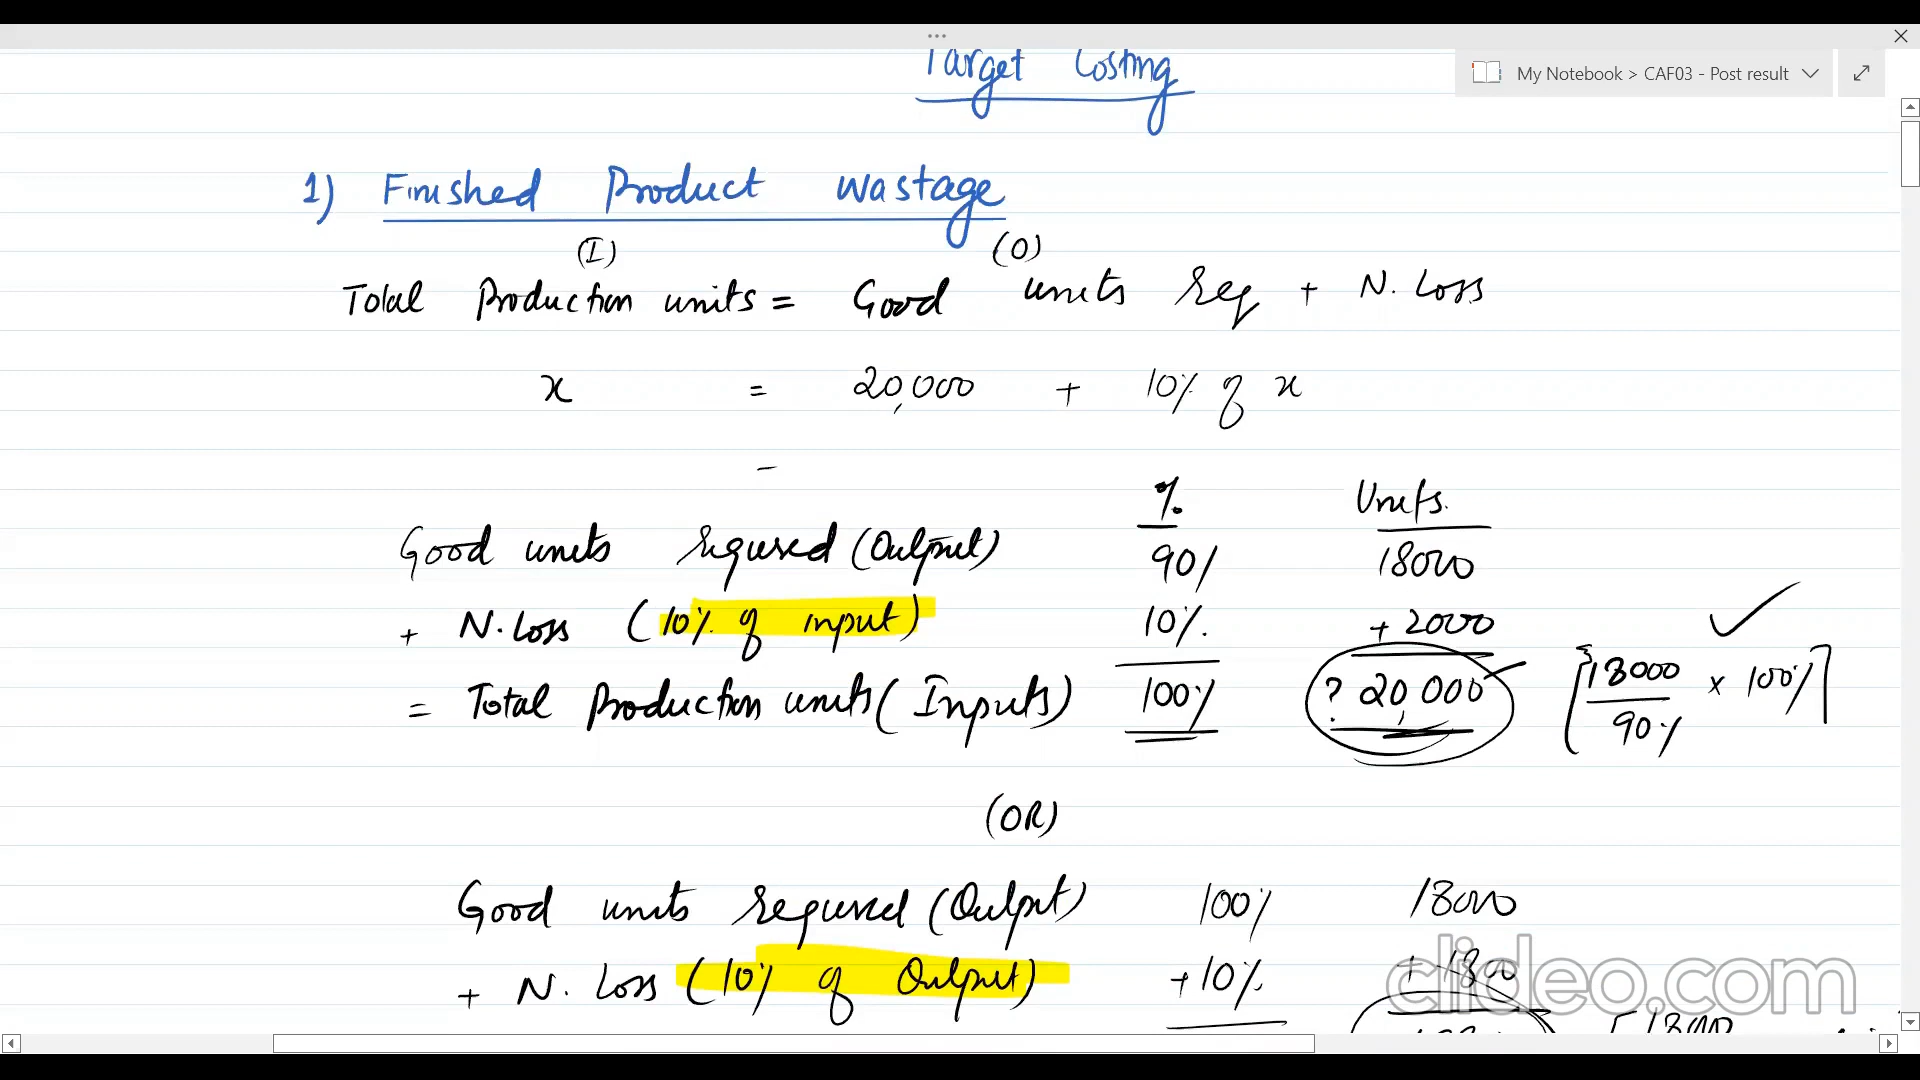 Target Costing
My Notebook > CAF03 - Post result
1) Finished Product Wastage
(I) (O)
Total Production units = Good units req + N. Loss
x = 20,000 + 10% of x
=
% Units.
Good units required (Output) 90% 18000
+ N. Loss (10% of input) 10%. + 2000
= Total Production units (Inputs) 100% ? 20,000 [18000 / 90% x 100%]
(OR)
Good units required (Output) 100% 18000
+ N. Loss (10% of Output) + 10% + 1800
clideo.com